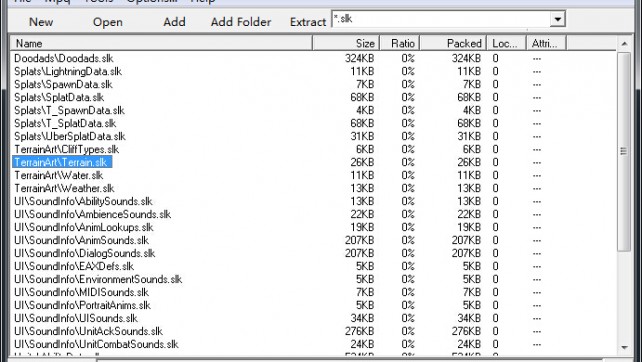 New Open Add Add Folder Extract *.slk
Name Size Ratio Packed Loc... Attri...
Doodads\Doodads.slk 324KB 0% 324KB 0 ---
Splats\LightningData.slk 11KB 0% 11KB 0 ---
Splats\SpawnData.slk 7KB 0% 7KB 0 ---
Splats\SplatData.slk 68KB 0% 68KB 0 ---
Splats\T_SpawnData.slk 4KB 0% 4KB 0 ---
Splats\T_SplatData.slk 68KB 0% 68KB 0 ---
Splats\UberSplatData.slk 31KB 0% 31KB 0 ---
TerrainArt\CliffTypes.slk 6KB 0% 6KB 0 ---
TerrainArt\Terrain.slk 26KB 0% 26KB 0 ---
TerrainArt\Water.slk 11KB 0% 11KB 0 ---
TerrainArt\Weather.slk 13KB 0% 13KB 0 ---
UI\SoundInfo\AbilitySounds.slk 13KB 0% 13KB 0 ---
UI\SoundInfo\AmbienceSounds.slk 22KB 0% 22KB 0 ---
UI\SoundInfo\AnimLookups.slk 19KB 0% 19KB 0 ---
UI\SoundInfo\AnimSounds.slk 207KB 0% 207KB 0 ---
UI\SoundInfo\DialogSounds.slk 207KB 0% 207KB 0 ---
UI\SoundInfo\EAXDefs.slk 5KB 0% 5KB 0 ---
UI\SoundInfo\EnvironmentSounds.slk 5KB 0% 5KB 0 ---
UI\SoundInfo\MIDISounds.slk 7KB 0% 7KB 0 ---
UI\SoundInfo\PortraitAnims.slk 5KB 0% 5KB 0 ---
UI\SoundInfo\UISounds.slk 34KB 0% 34KB 0 ---
UI\SoundInfo\UnitAckSounds.slk 276KB 0% 276KB 0 ---
UI\SoundInfo\UnitCombatSounds.slk 24KB 0% 24KB 0 ---